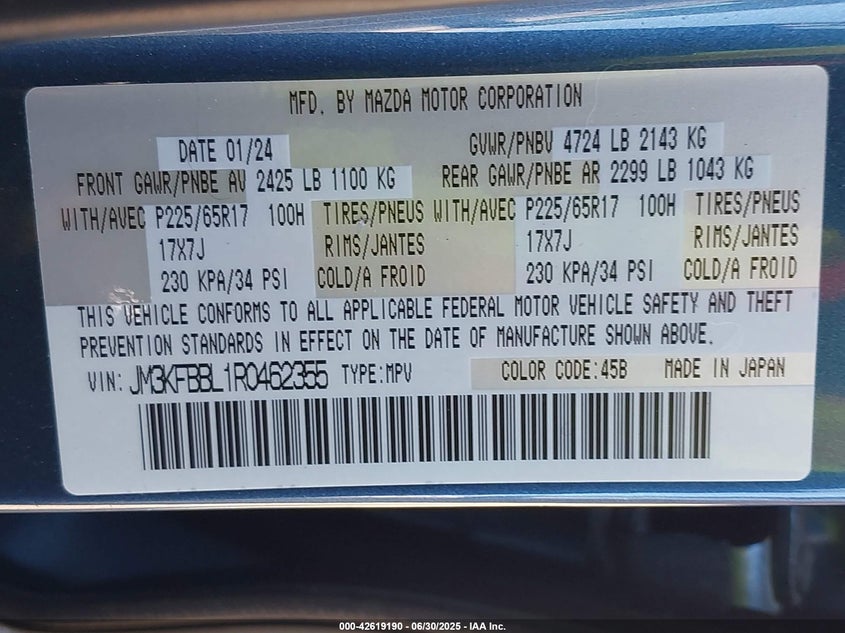 MFD. BY MAZDA MOTOR CORPORATION
DATE 01/24 GVWR/PNBV 4724 LB 2143 KG
FRONT GAWR/PNBE AV 2425 LB 1100 KG REAR GAWR/PNBE AR 2299 LB 1043 KG
WITH/AVEC P225/65R17 100H TIRES/PNEUS WITH/AVEC P225/65R17 100H TIRES/PNEUS
17X7J RIMS/JANTES 17X7J RIMS/JANTES
230 KPA/34 PSI COLD/A FROID 230 KPA/34 PSI COLD/A FROID
THIS VEHICLE CONFORMS TO ALL APPLICABLE FEDERAL MOTOR VEHICLE SAFETY AND THEFT
PREVENTION STANDARDS IN EFFECT ON THE DATE OF MANUFACTURE SHOWN ABOVE.
VIN: JM3KFBBL1R0462355 TYPE:MPV COLOR CODE:45B MADE IN JAPAN
000-42619190 - 06/30/2025 - IAA Inc.